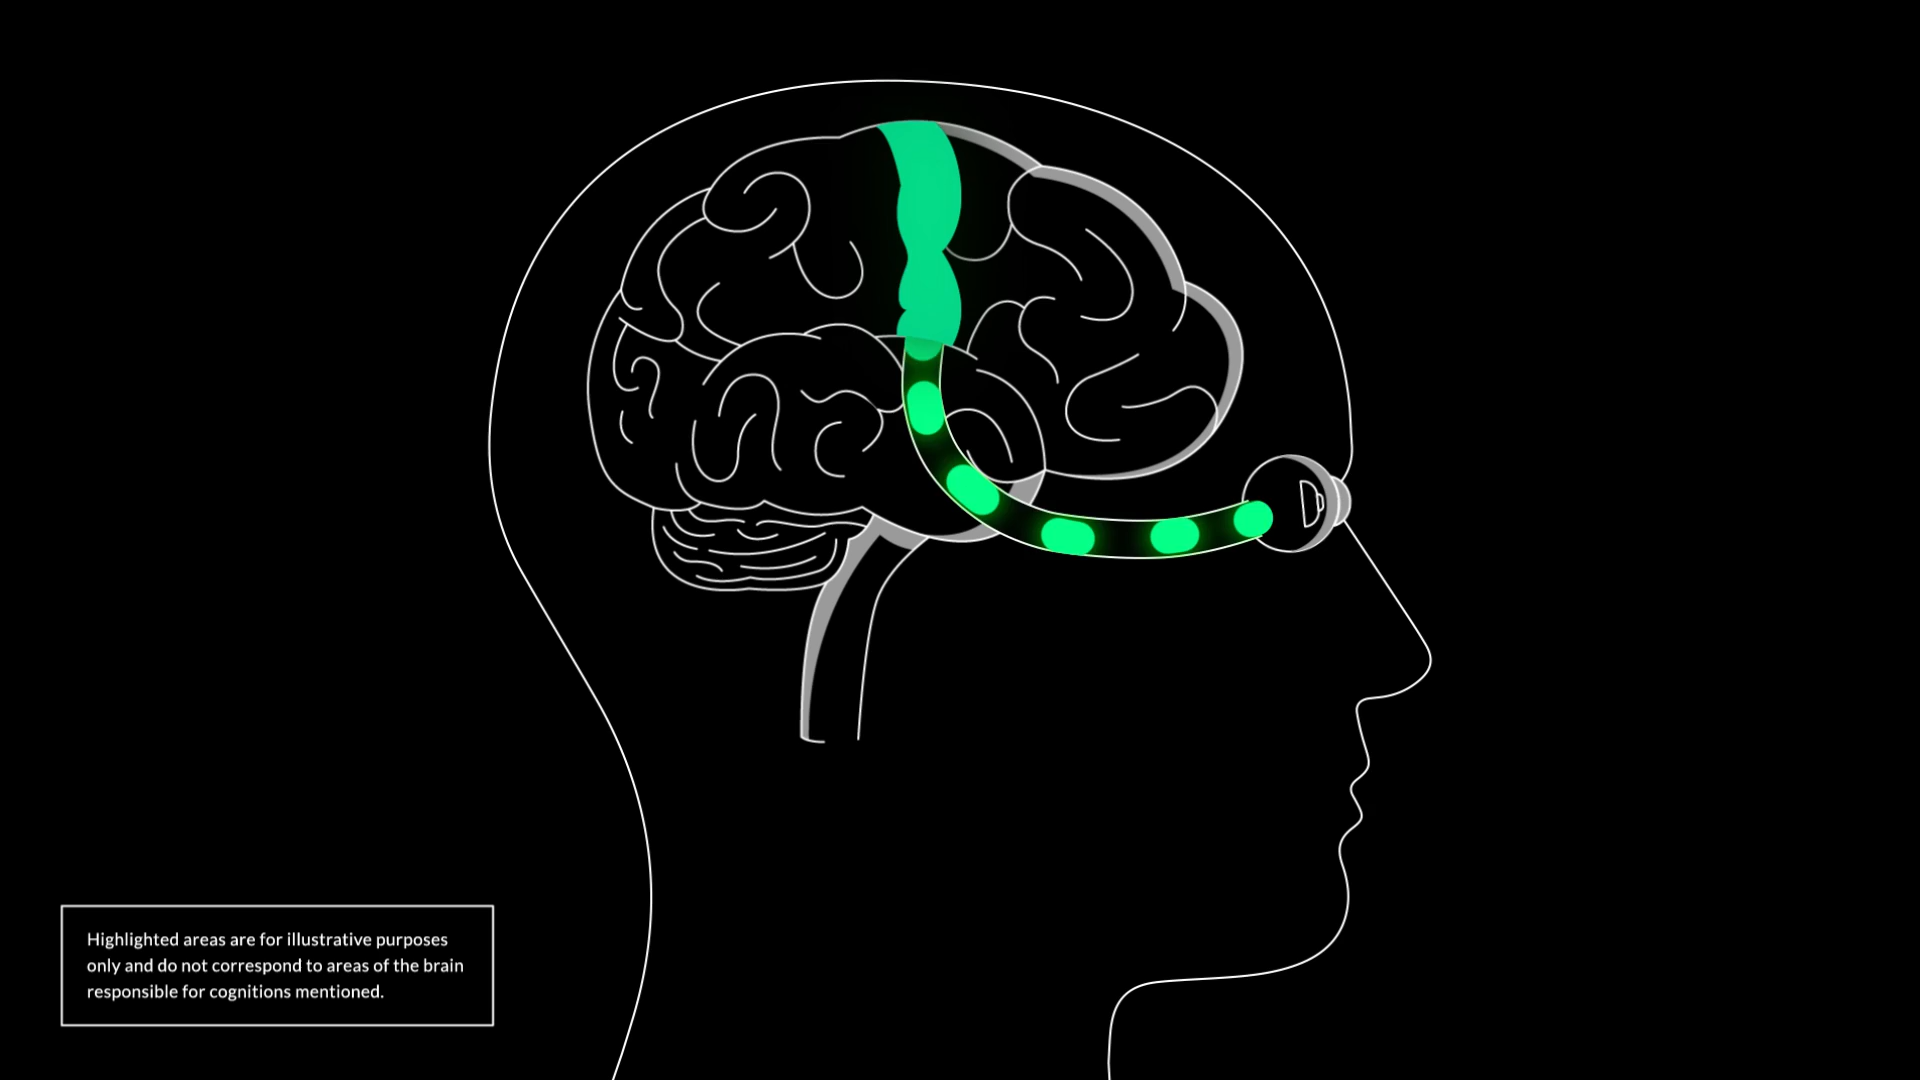 Highlighted areas are for illustrative purposes
only and do not correspond to areas of the brain
responsible for cognitions mentioned.